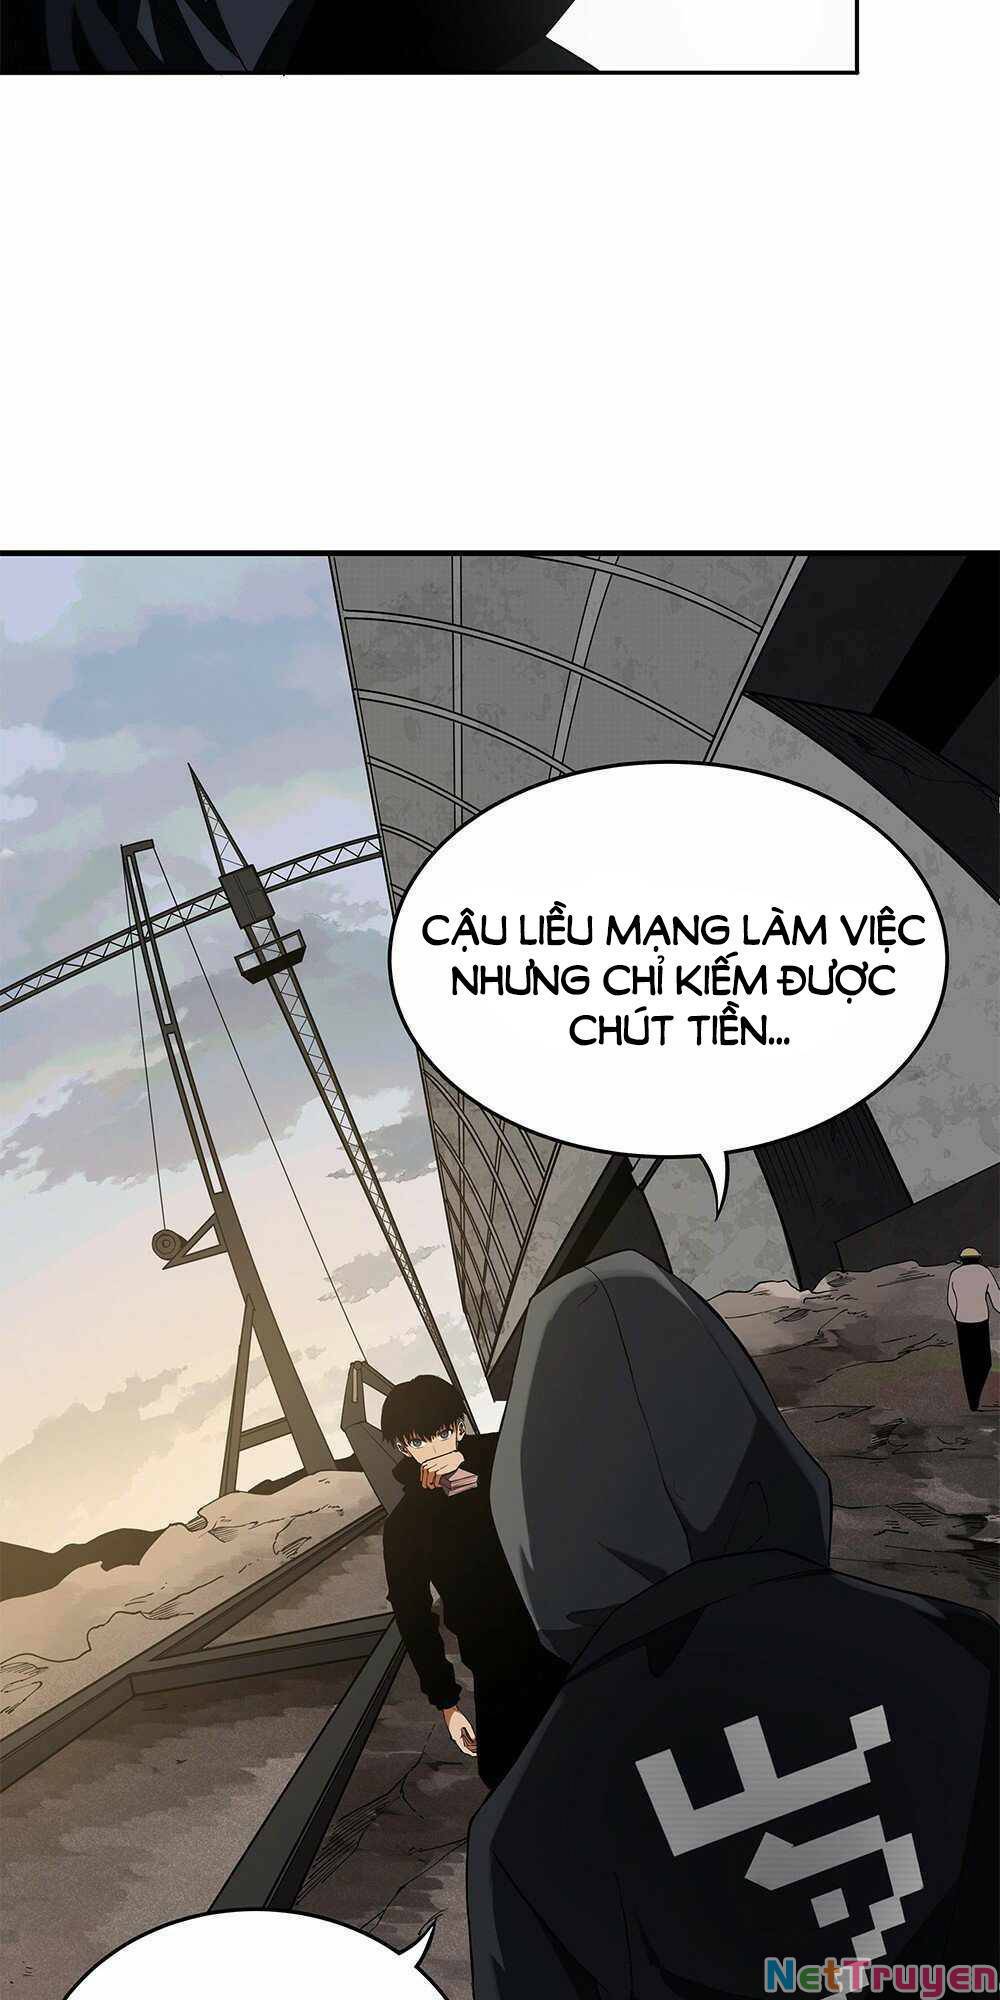 CẬU LIỀU MẠNG LÀM VIỆC
NHƯNG CHỈ KIẾM ĐƯỢC
CHÚT TIỀN...
NetTruyen